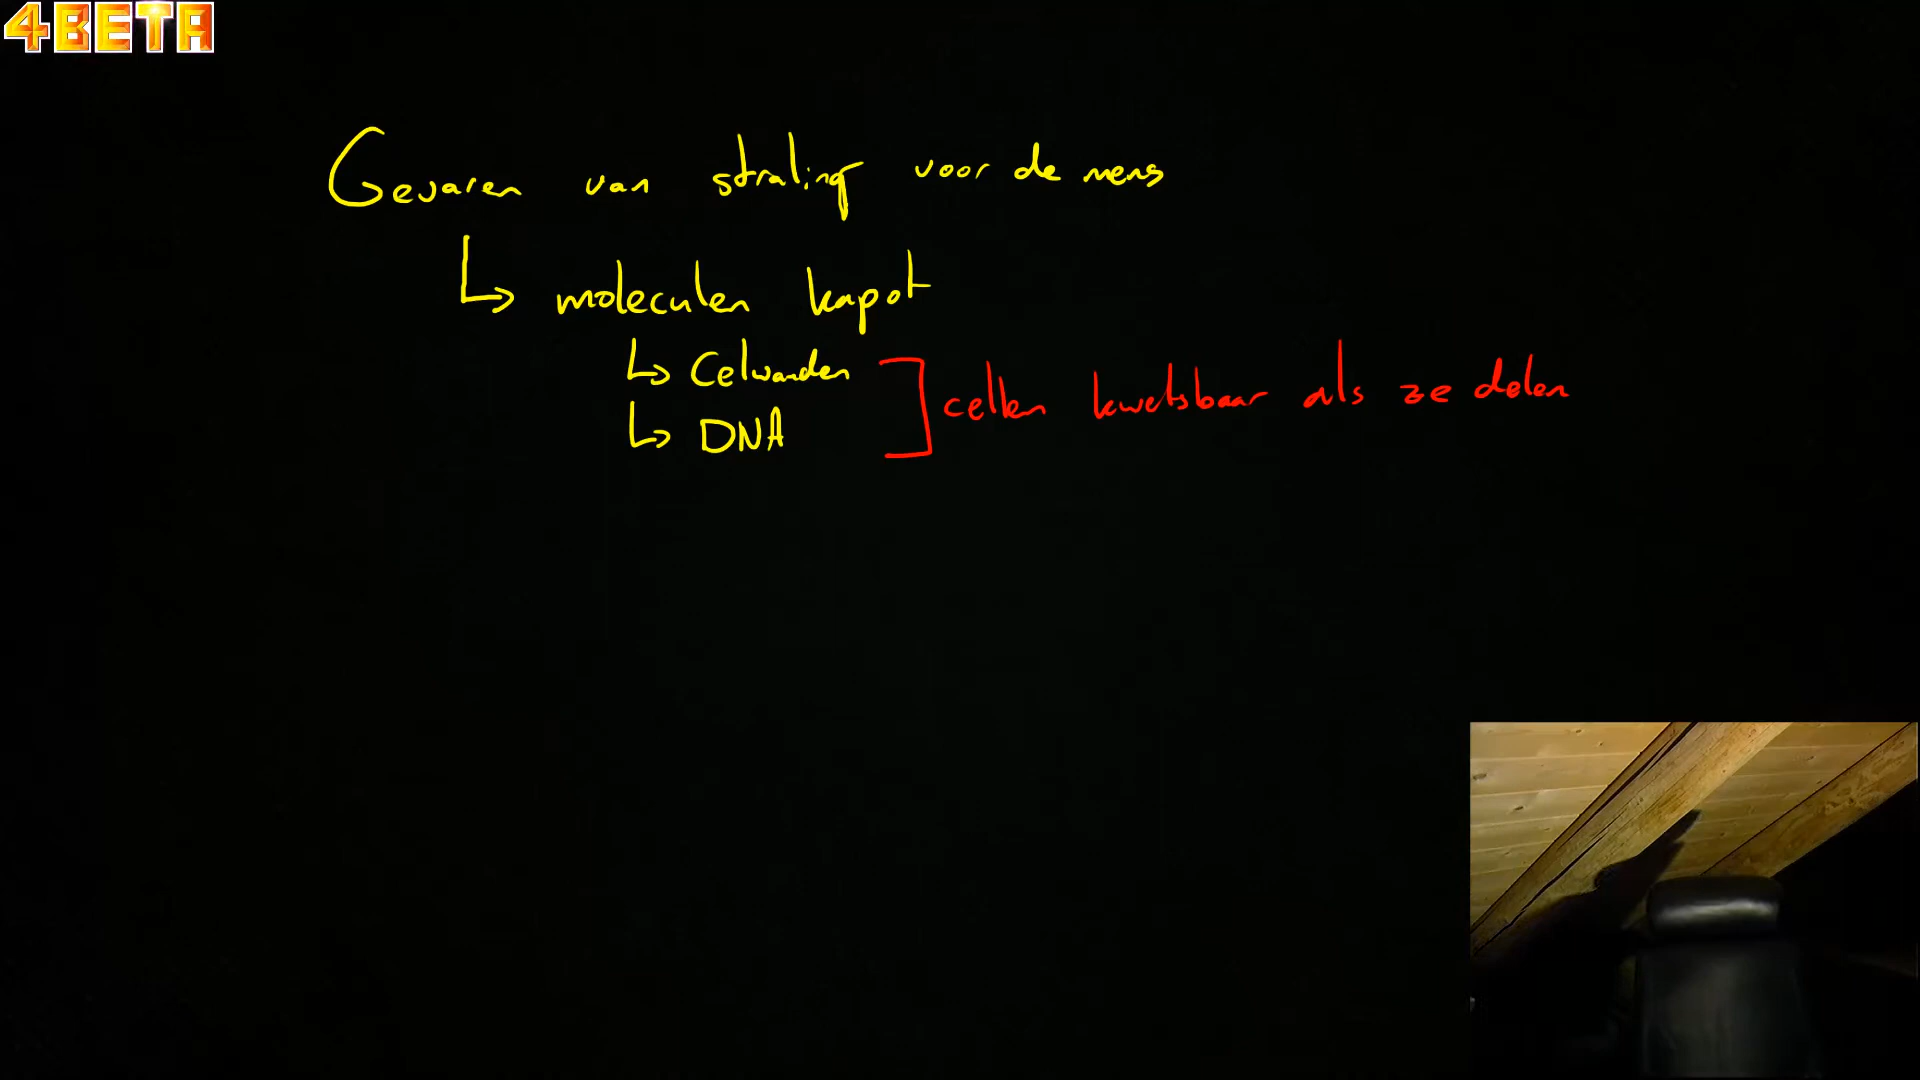 4BETA
Gevaren van straling voor de mens
moleculen kapot
Celwanden
DNA
cellen kwetsbaar als ze delen